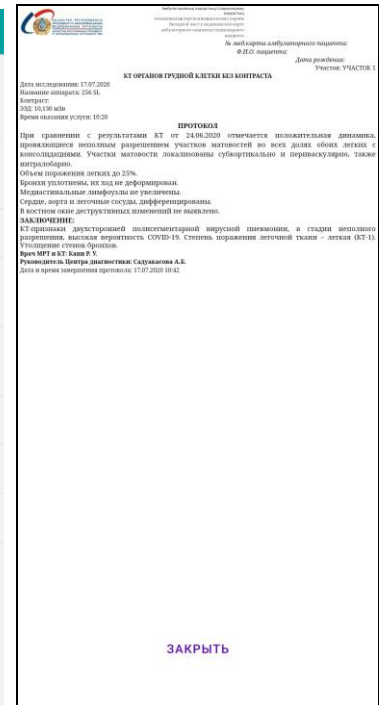 № мед.карты амбулаторного пациента:
Ф.И.О. пациента:
Дата рождения:
Участок: УЧАСТОК 1
КТ ОРГАНОВ ГРУДНОЙ КЛЕТКИ БЕЗ КОНТРАСТА
Дата исследования: 17.07.2020
Название аппарата: 256 SL
Контраст:
ЭЭД: 10,130 мЗв
Время оказания услуги: 10:20
ПРОТОКОЛ
При сравнении с результатами КТ от 24.06.2020 отмечается положительная динамика,
проявляющиеся неполным разрешением участков матовостей во всех долях обоих легких с
консолидациями. Участки матовости локализованы субкортикально и периваскулярно, также
интралобарно.
Объем поражения легких до 25%.
Бронхи уплотнены, их ход не деформирован.
Медиастинальные лимфоузлы не увеличены.
Сердце, аорта и легочные сосуды, дифференцированы.
В костном окне деструктивных изменений не выявлено.
ЗАКЛЮЧЕНИЕ:
КТ-признаки двухсторонней полисегментарной вирусной пневмонии, в стадии неполного
разрешения, высокая вероятность COVID-19. Степень поражения легочной ткани – легкая (КТ-1).
Утолщение стенок бронхов.
Врач МРТ и КТ: Капи Р. У.
Руководитель Центра диагностики: Садуакасова А.Б.
Дата и время завершения протокола: 17.07.2020 10:42
ЗАКРЫТЬ